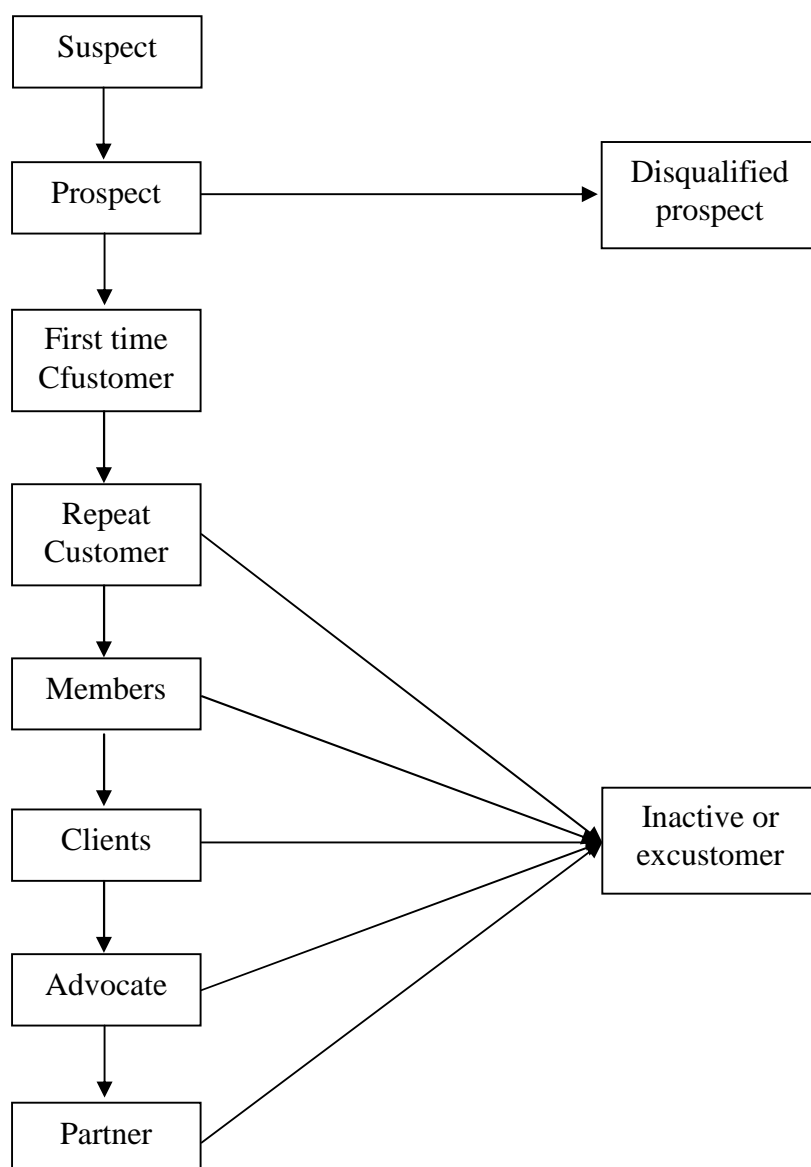 Suspect
Prospect
Disqualified
prospect
First time
Cfustomer
Repeat
Customer
Members
Clients
Inactive or
excustomer
Advocate
Partner